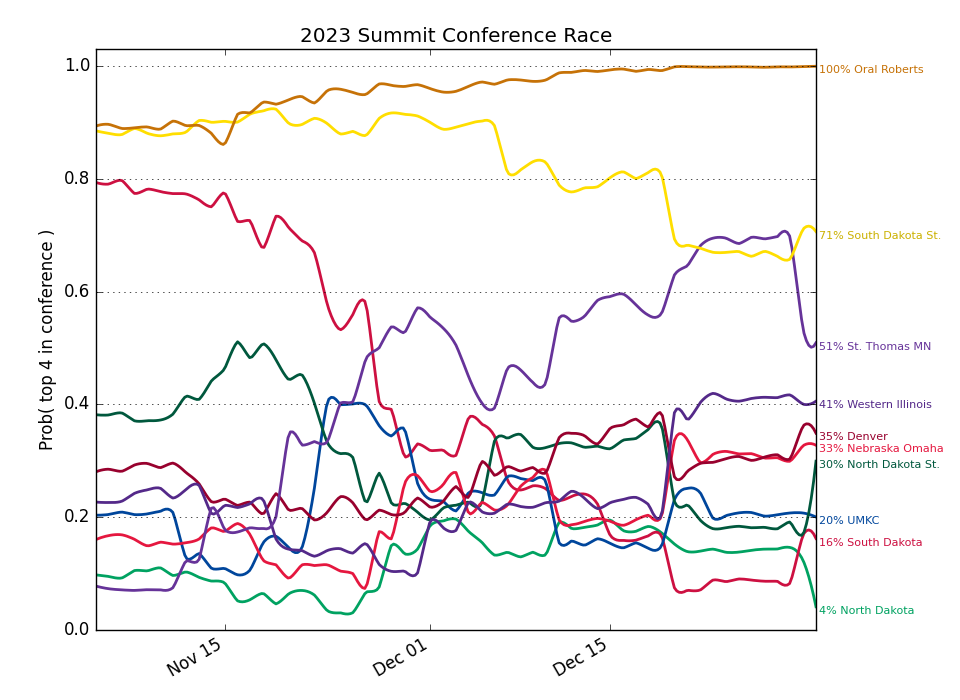 2023 Summit Conference Race
Prob( top 4 in conference )
1.0
0.8
0.6
0.4
0.2
0.0
Nov 15
Dec 01
Dec 15
100% Oral Roberts
71% South Dakota St.
51% St. Thomas MN
41% Western Illinois
35% Denver
33% Nebraska Omaha
30% North Dakota St.
20% UMKC
16% South Dakota
4% North Dakota